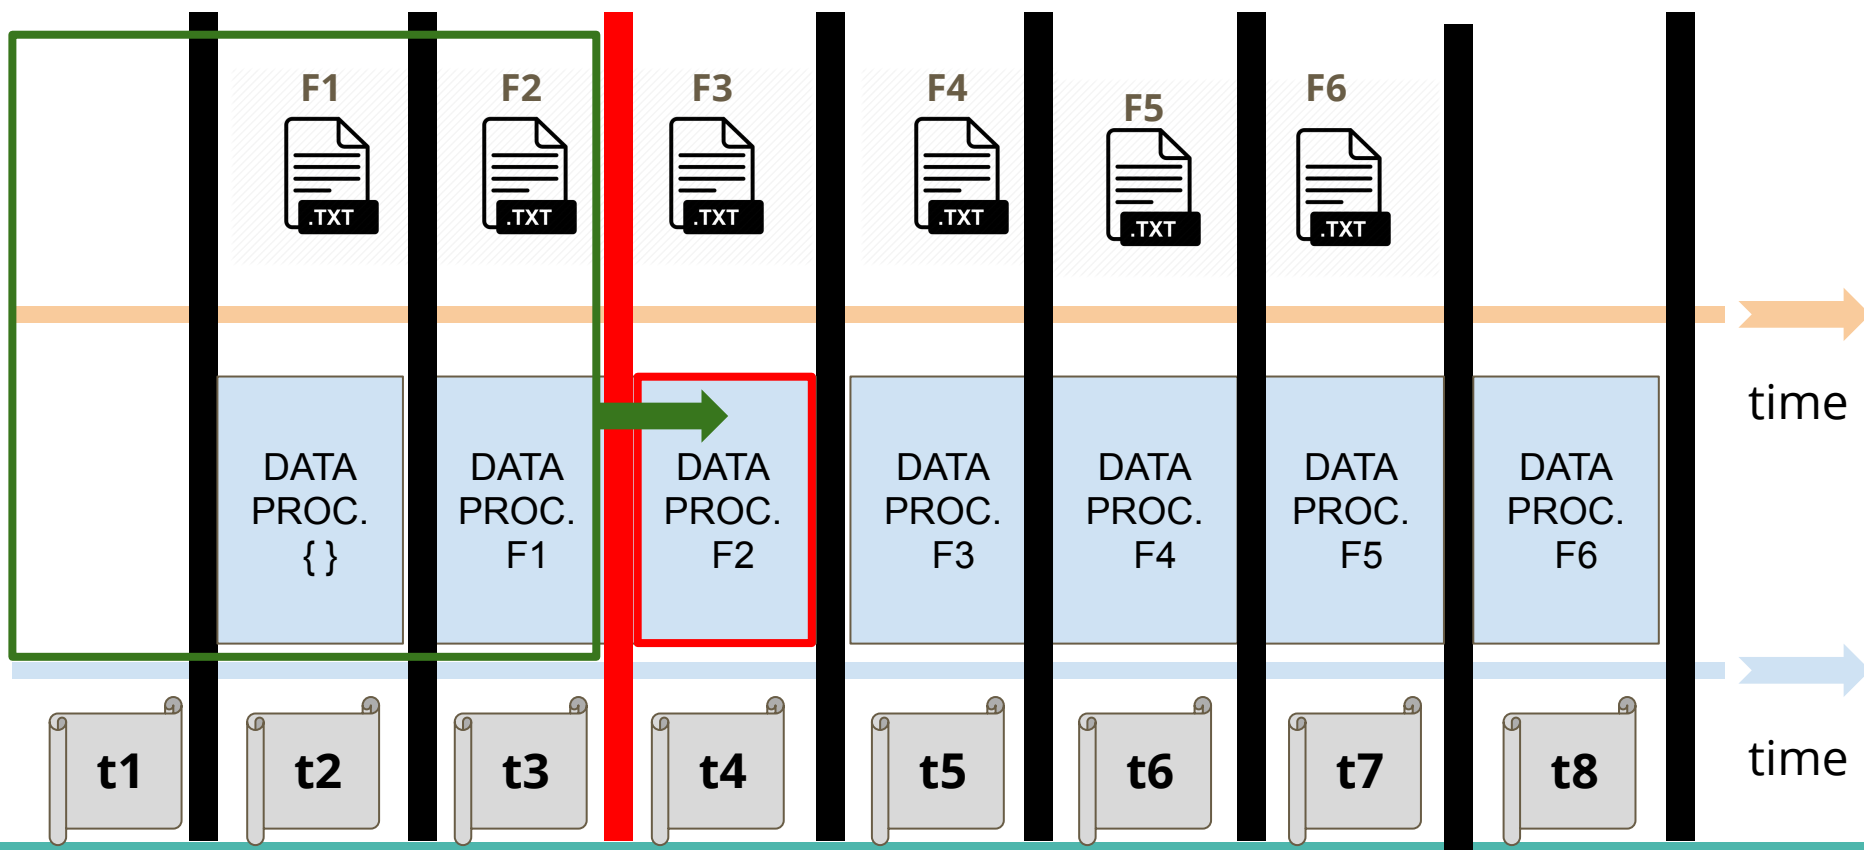 F1
F2
F3
F4
F5
F6
.TXT
.TXT
.TXT
.TXT
.TXT
.TXT
time
DATA
PROC.
{ }
DATA
PROC.
F1
DATA
PROC.
F2
DATA
PROC.
F3
DATA
PROC.
F4
DATA
PROC.
F5
DATA
PROC.
F6
time
t1
t2
t3
t4
t5
t6
t7
t8